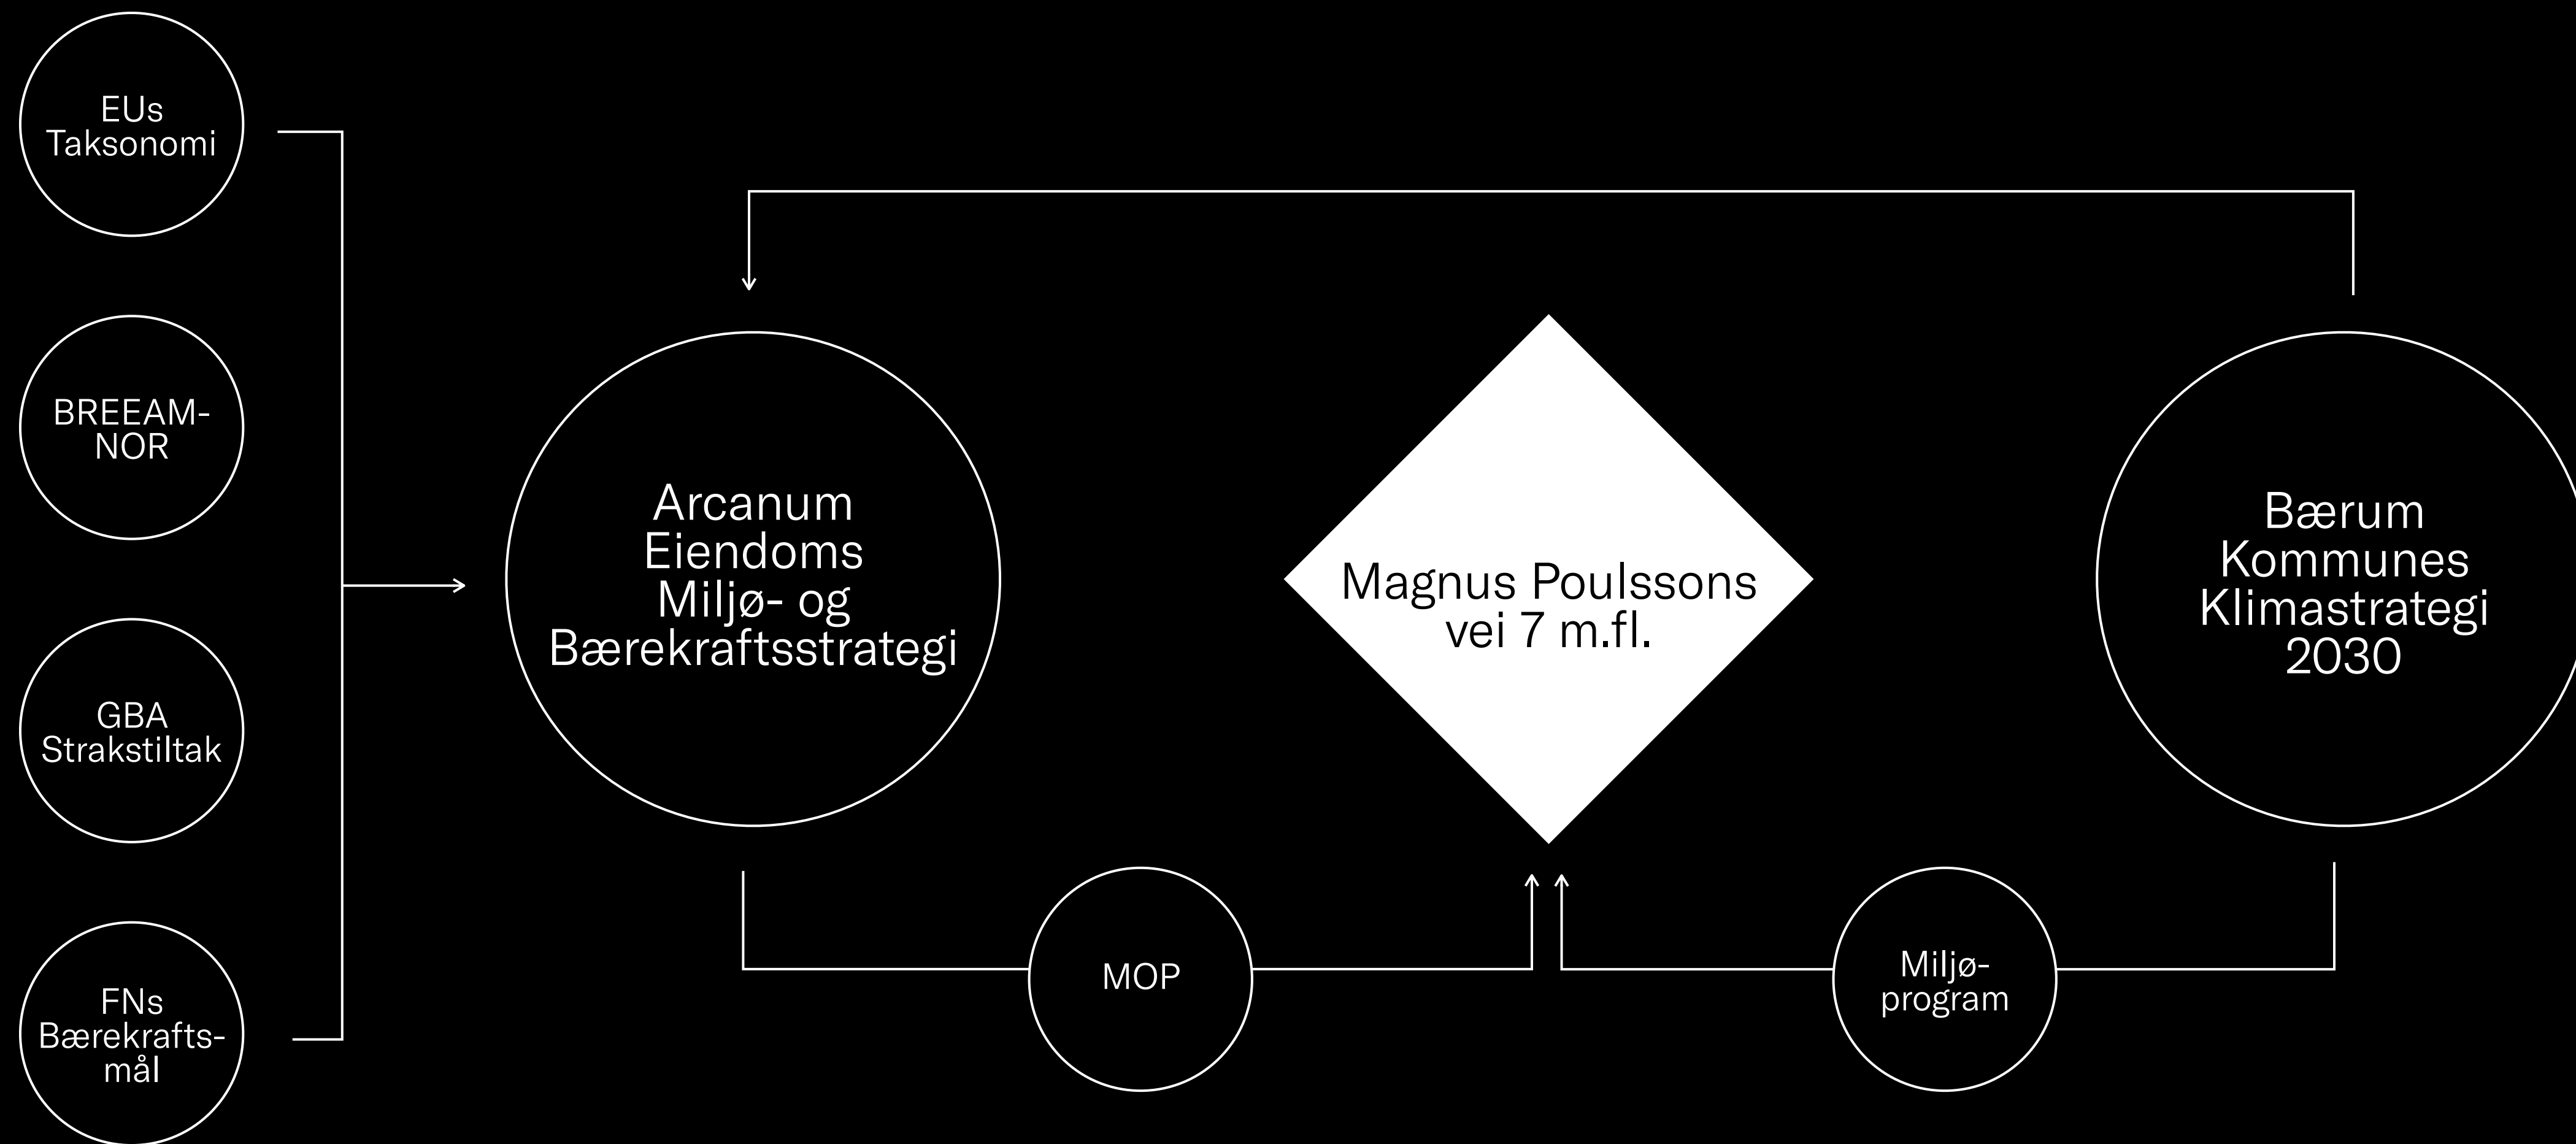 EUs
Taksonomi
BREEAM-
NOR
GBA
Strakstiltak
FNs
Bærekrafts-
mål
Arcanum
Eiendoms
Miljø- og
Bærekraftsstrategi
Magnus Poulssons
vei 7 m.fl.
Bærum
Kommunes
Klimastrategi
2030
MOP
Miljø-
program